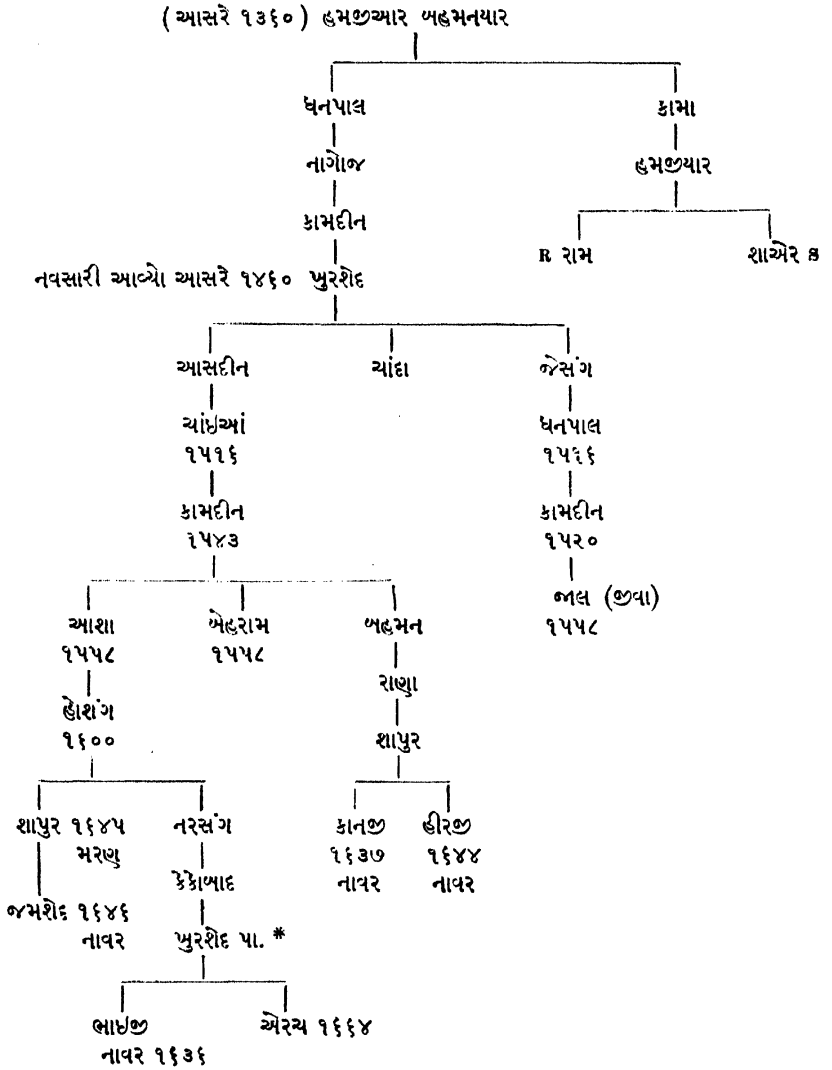 (આસરે ૧૩૬૦) હમજીઆર બહમનયાર
ધનપાલ કામા
નાગોજ હમજીયાર
કામદીન
R રામ શાએર S
નવસારી આવ્યો આસરે ૧૪૬૦ ખુરશેદ
આસદીન ચાંદા જેસંગ
ચાંઇઆં ધનપાલ
૧૫૧૬ ૧૫૧૬
કામદીન કામદીન
૧૫૪૩ ૧૫૨૦
આશા બેહરામ બહમન જાલ (જીવા)
૧૫૫૮ ૧૫૫૮ ૧૫૫૮
રાણા
હોશંગ
૧૬૦૦ શાપુર
શાપુર ૧૬૪૫ નરસંગ કાનજી હીરજી
મરણ ૧૬૩૭ ૧૬૪૪
કેકોબાદ નાવર નાવર
જમશેદ ૧૬૪૬
નાવર ખુરશેદ પા. *
ભાઇજી એરચ ૧૬૬૪
નાવર ૧૬૩૬